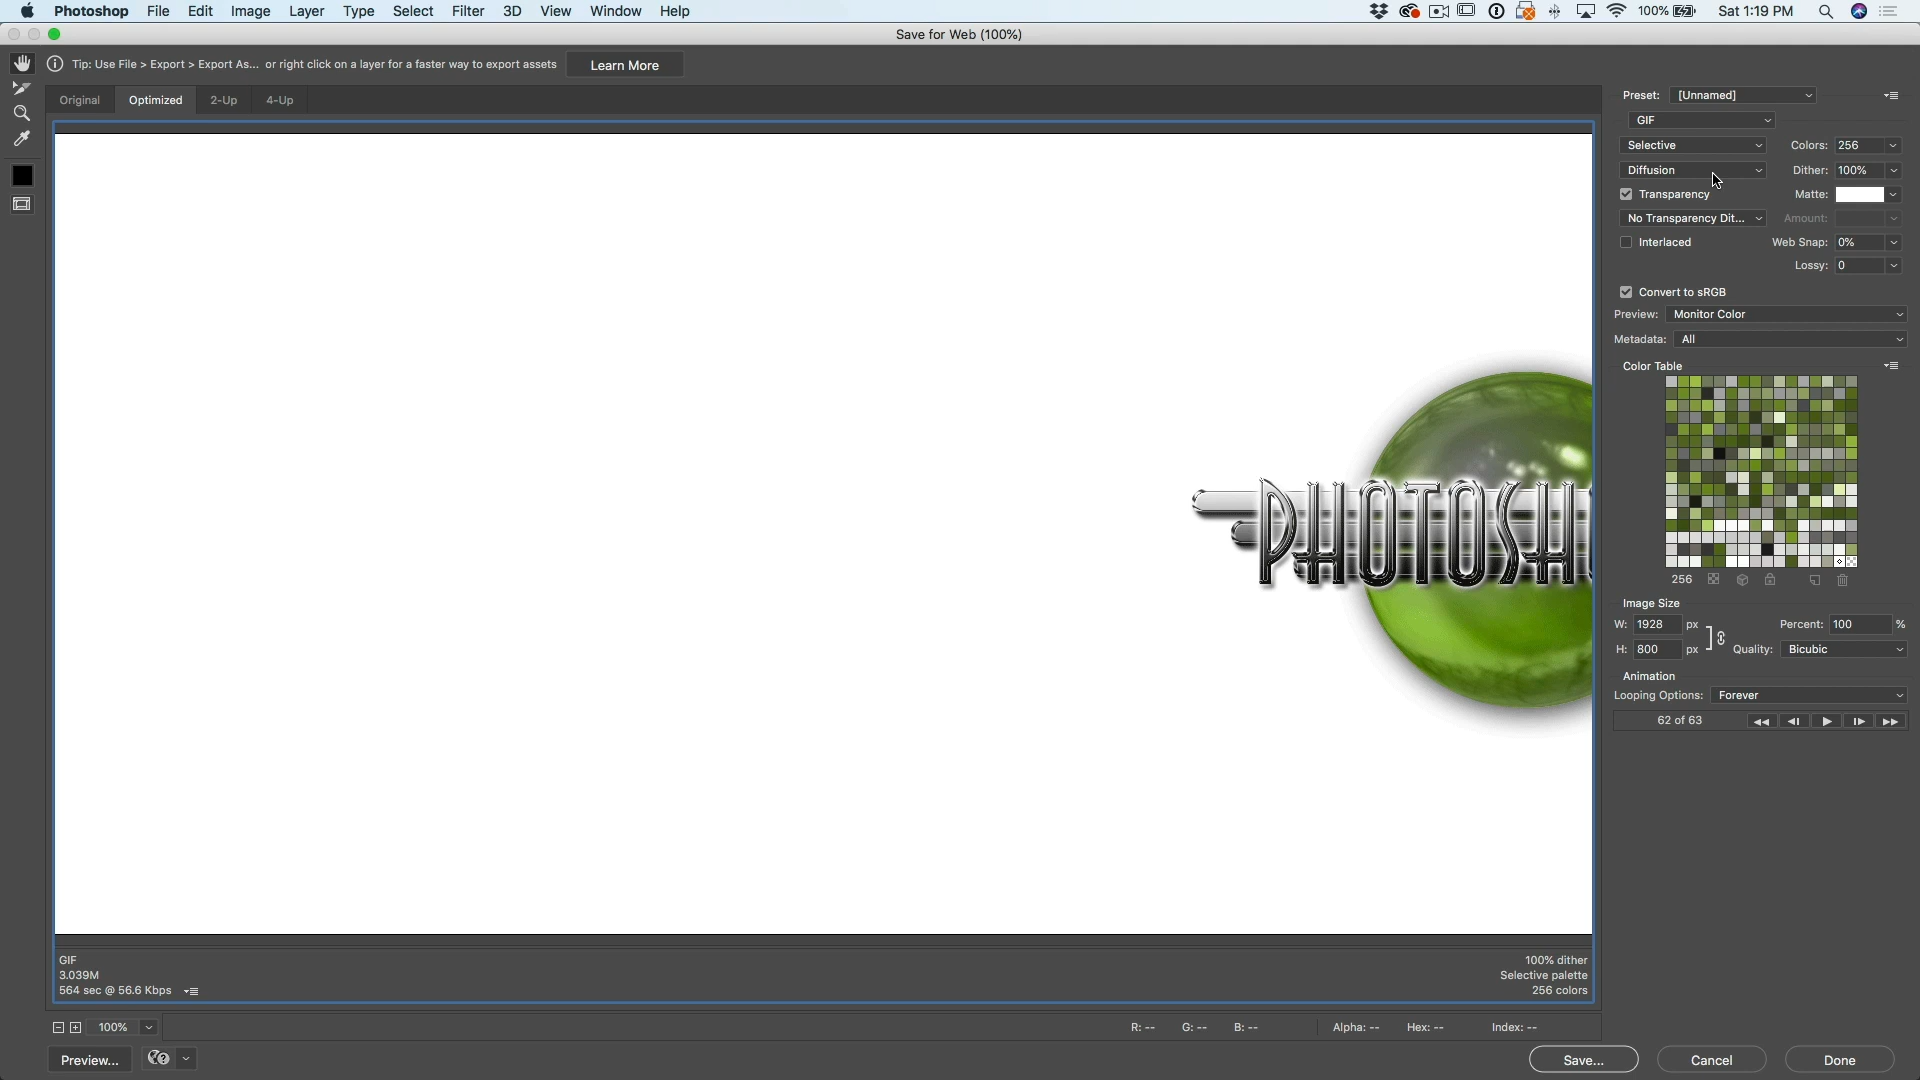 Photoshop File Edit Image Layer Type Select Filter 3D View Window Help 100% Sat 1:19 PM
Save for Web (100%)
Tip: Use File > Export > Export As... or right click on a layer for a faster way to export assets Learn More
Original Optimized 2-Up 4-Up
Preset: [Unnamed]
GIF
Selective Colors: 256
Diffusion Dither: 100%
Transparency Matte:
No Transparency Dit... Amount:
Interlaced Web Snap: 0%
Lossy: 0
Convert to sRGB
Preview: Monitor Color
Metadata: All
Color Table
256
Image Size
W: 1928 px Percent: 100 %
H: 800 px Quality: Bicubic
Animation
Looping Options: Forever
62 of 63
PHOTOSH
GIF
3.039M
564 sec @ 56.6 Kbps
100% dither
Selective palette
256 colors
100% R: -- G: -- B: -- Alpha: -- Hex: -- Index: --
Preview... Save... Cancel Done